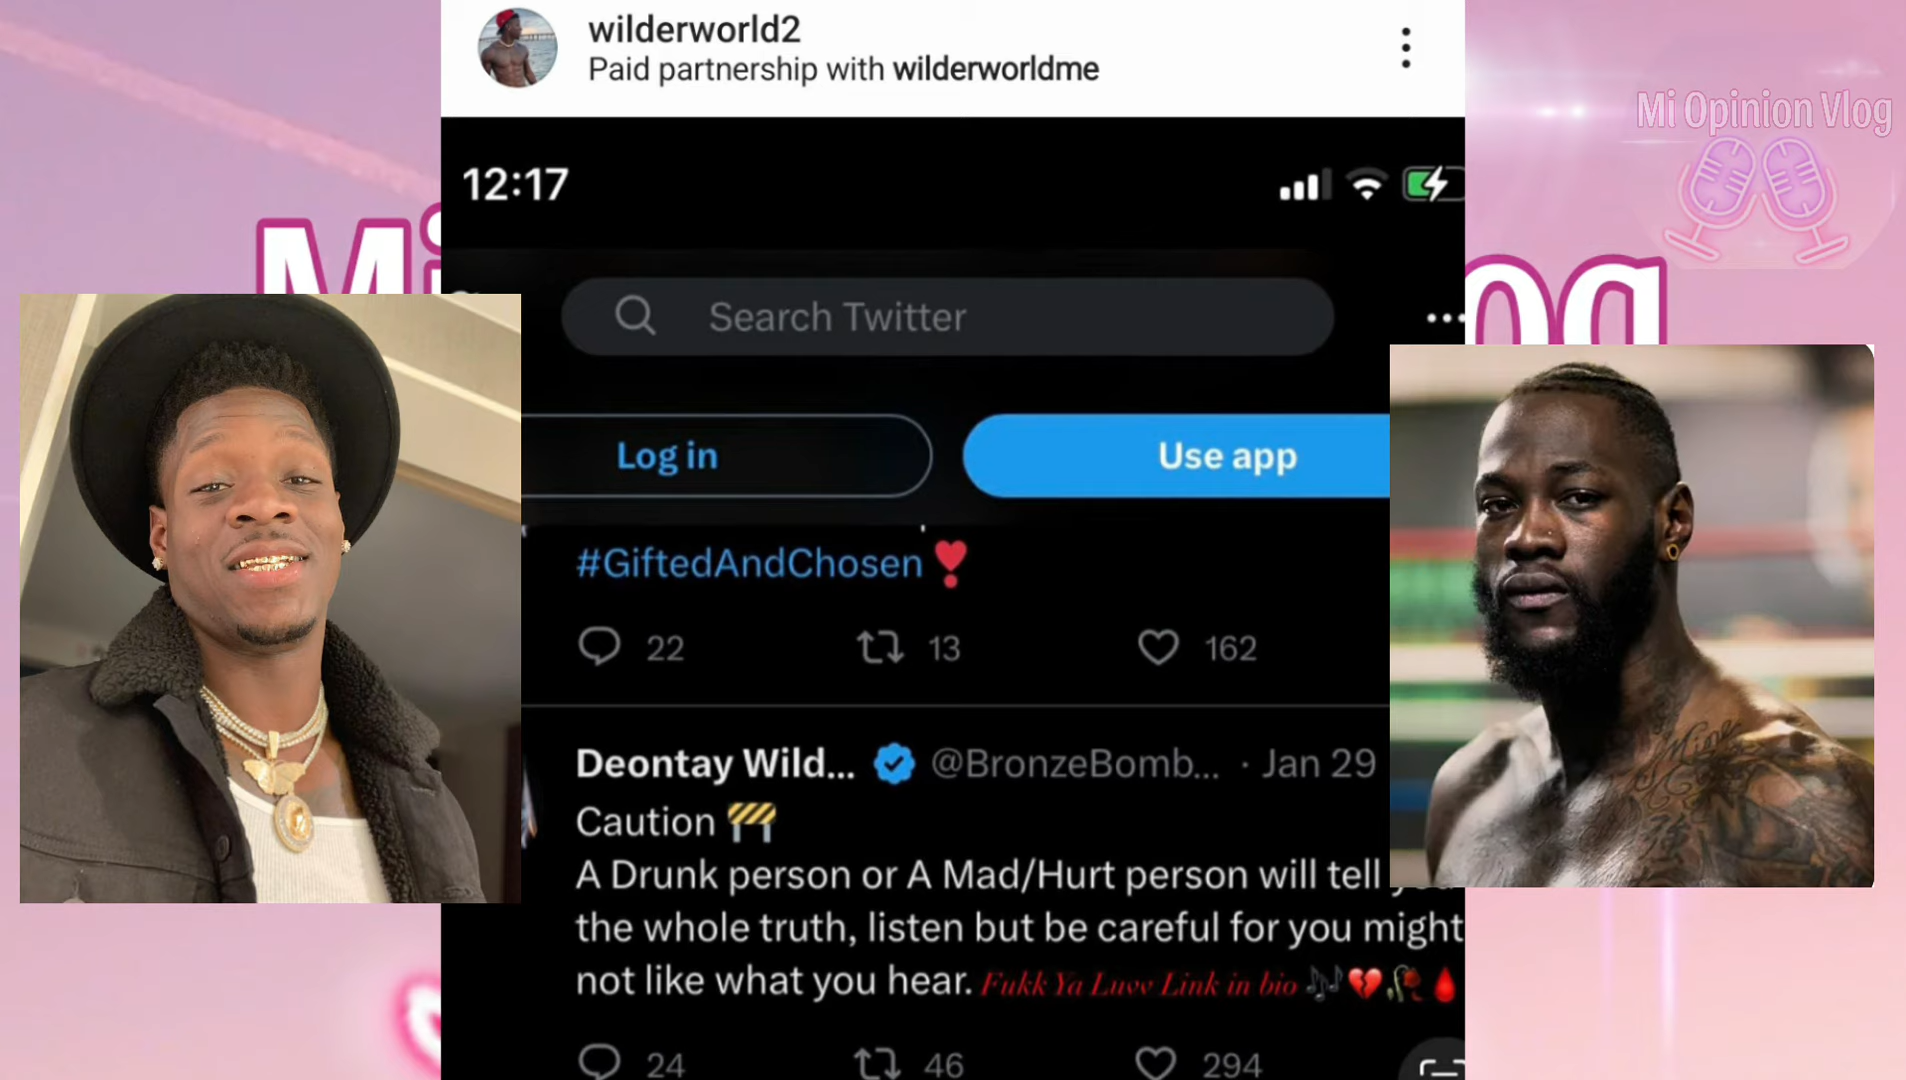 wilderworld2
Paid partnership with wilderworldme
Mi Opinion Vlog
12:17
Search Twitter
Log in
Use app
#GiftedAndChosen
22 13 162
Deontay Wild... @BronzeBomb... · Jan 29
Caution
A Drunk person or A Mad/Hurt person will tell
the whole truth, listen but be careful for you might
not like what you hear. Fukk Ya Luvv Link in bio
24 46 294